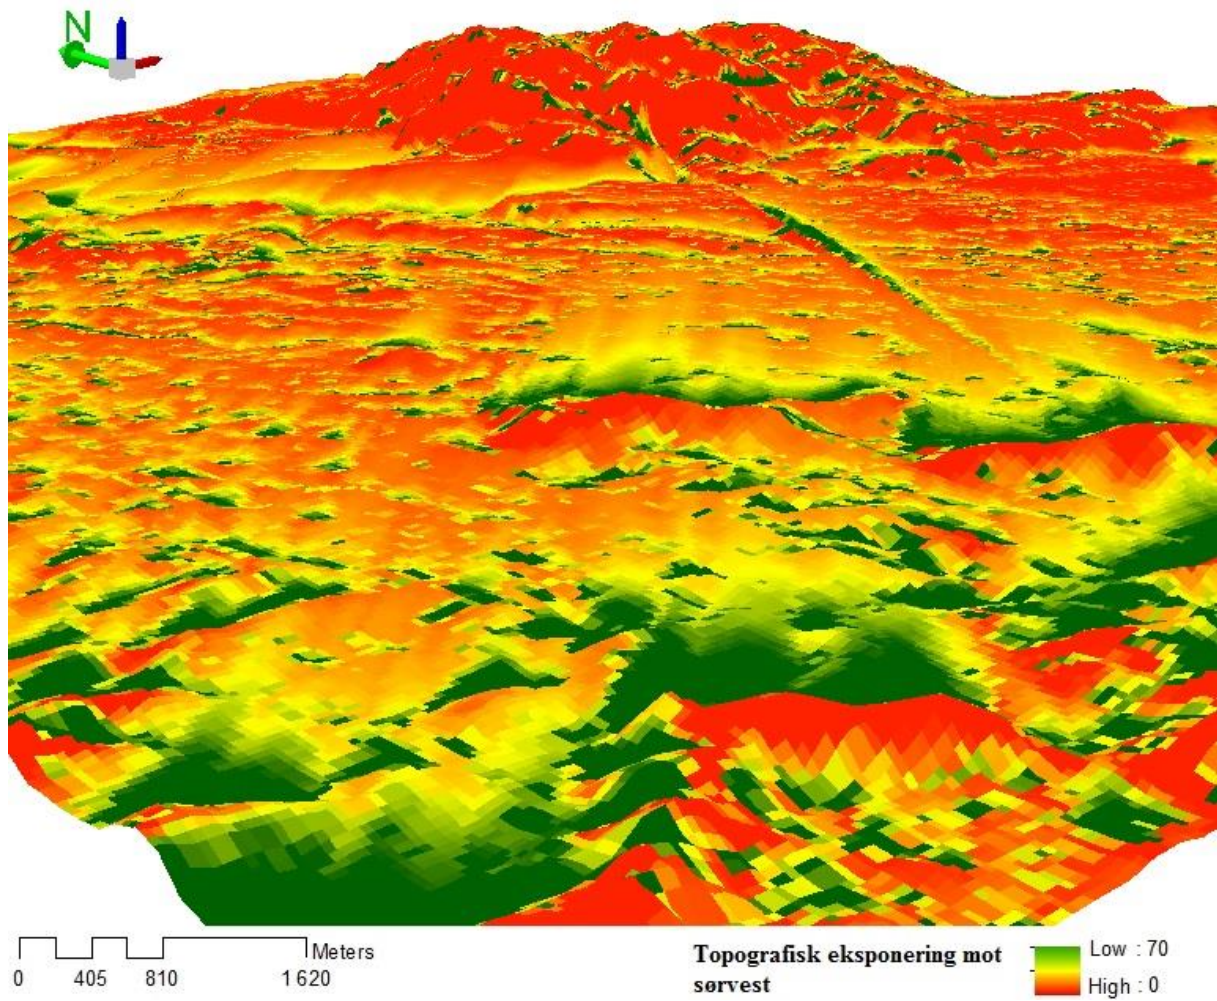 N
Meters
0 405 810 1 620
Topografisk eksponering mot
sørvest
Low : 70
High : 0